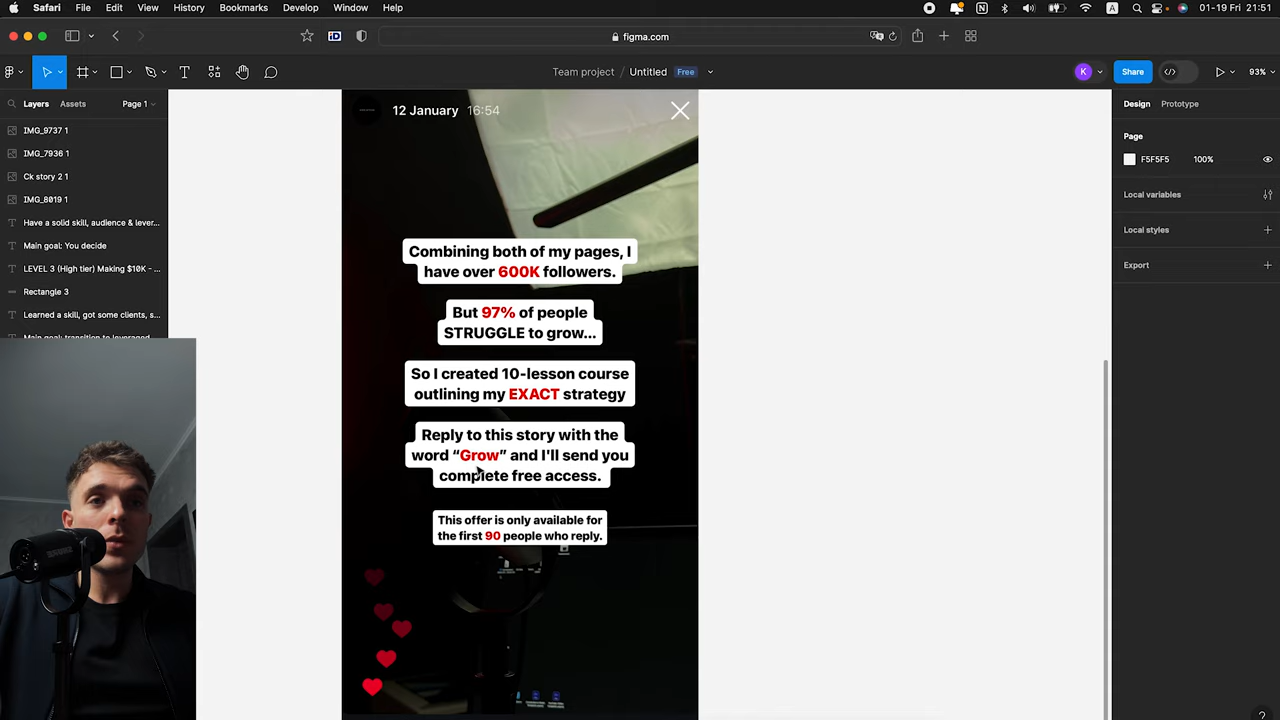 Safari File Edit View History Bookmarks Develop Window Help 01-19 Fri 21:51
figma.com
Team project / Untitled Free
K Share 93%
Layers Assets Page 1
Design Prototype
IMG_9737 1
IMG_7936 1
Ck story 2 1
IMG_8019 1
Have a solid skill, audience & lever...
Main goal: You decide
LEVEL 3 (High tier) Making $10K - ...
Rectangle 3
Learned a skill, got some clients, s...
Main goal: transition to leveraged
12 January 16:54
Combining both of my pages, I
have over 600K followers.
But 97% of people
STRUGGLE to grow...
So I created 10-lesson course
outlining my EXACT strategy
Reply to this story with the
word “Grow” and I'll send you
complete free access.
This offer is only available for
the first 90 people who reply.
Page
F5F5F5 100%
Local variables
Local styles
Export